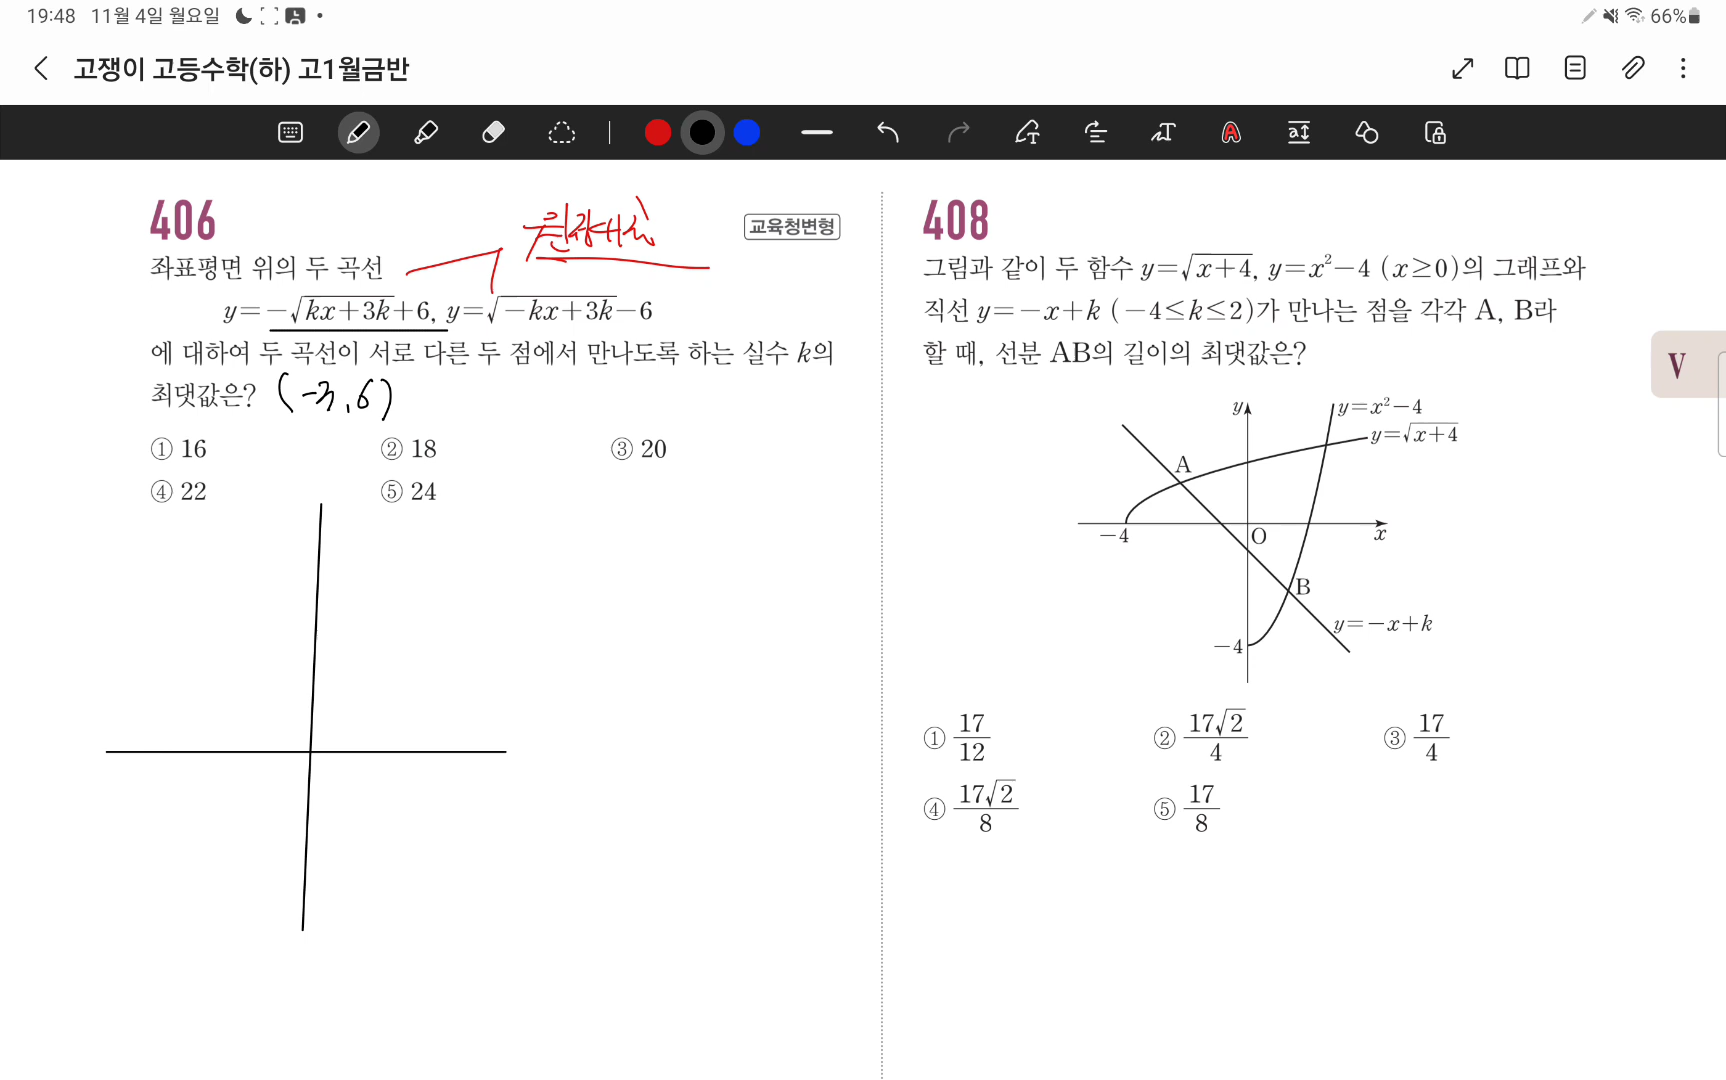 19:48 11월 4일 월요일
66%
고쟁이 고등수학(하) 고1월금반
406
원점대칭
교육청변형
좌표평면 위의 두 곡선
y=-√(kx+3k)+6, y=√(-kx+3k)-6
에 대하여 두 곡선이 서로 다른 두 점에서 만나도록 하는 실수 k의
최댓값은? (-3, 6)
① 16 ② 18 ③ 20
④ 22 ⑤ 24
408
그림과 같이 두 함수 y=√(x+4), y=x²-4 (x≥0)의 그래프와
직선 y=-x+k (-4≤k≤2)가 만나는 점을 각각 A, B라
할 때, 선분 AB의 길이의 최댓값은?
y
y=x²-4
y=√(x+4)
A
-4
O
x
B
y=-x+k
-4
① 17/12 ② 17√2/4 ③ 17/4
④ 17√2/8 ⑤ 17/8
V